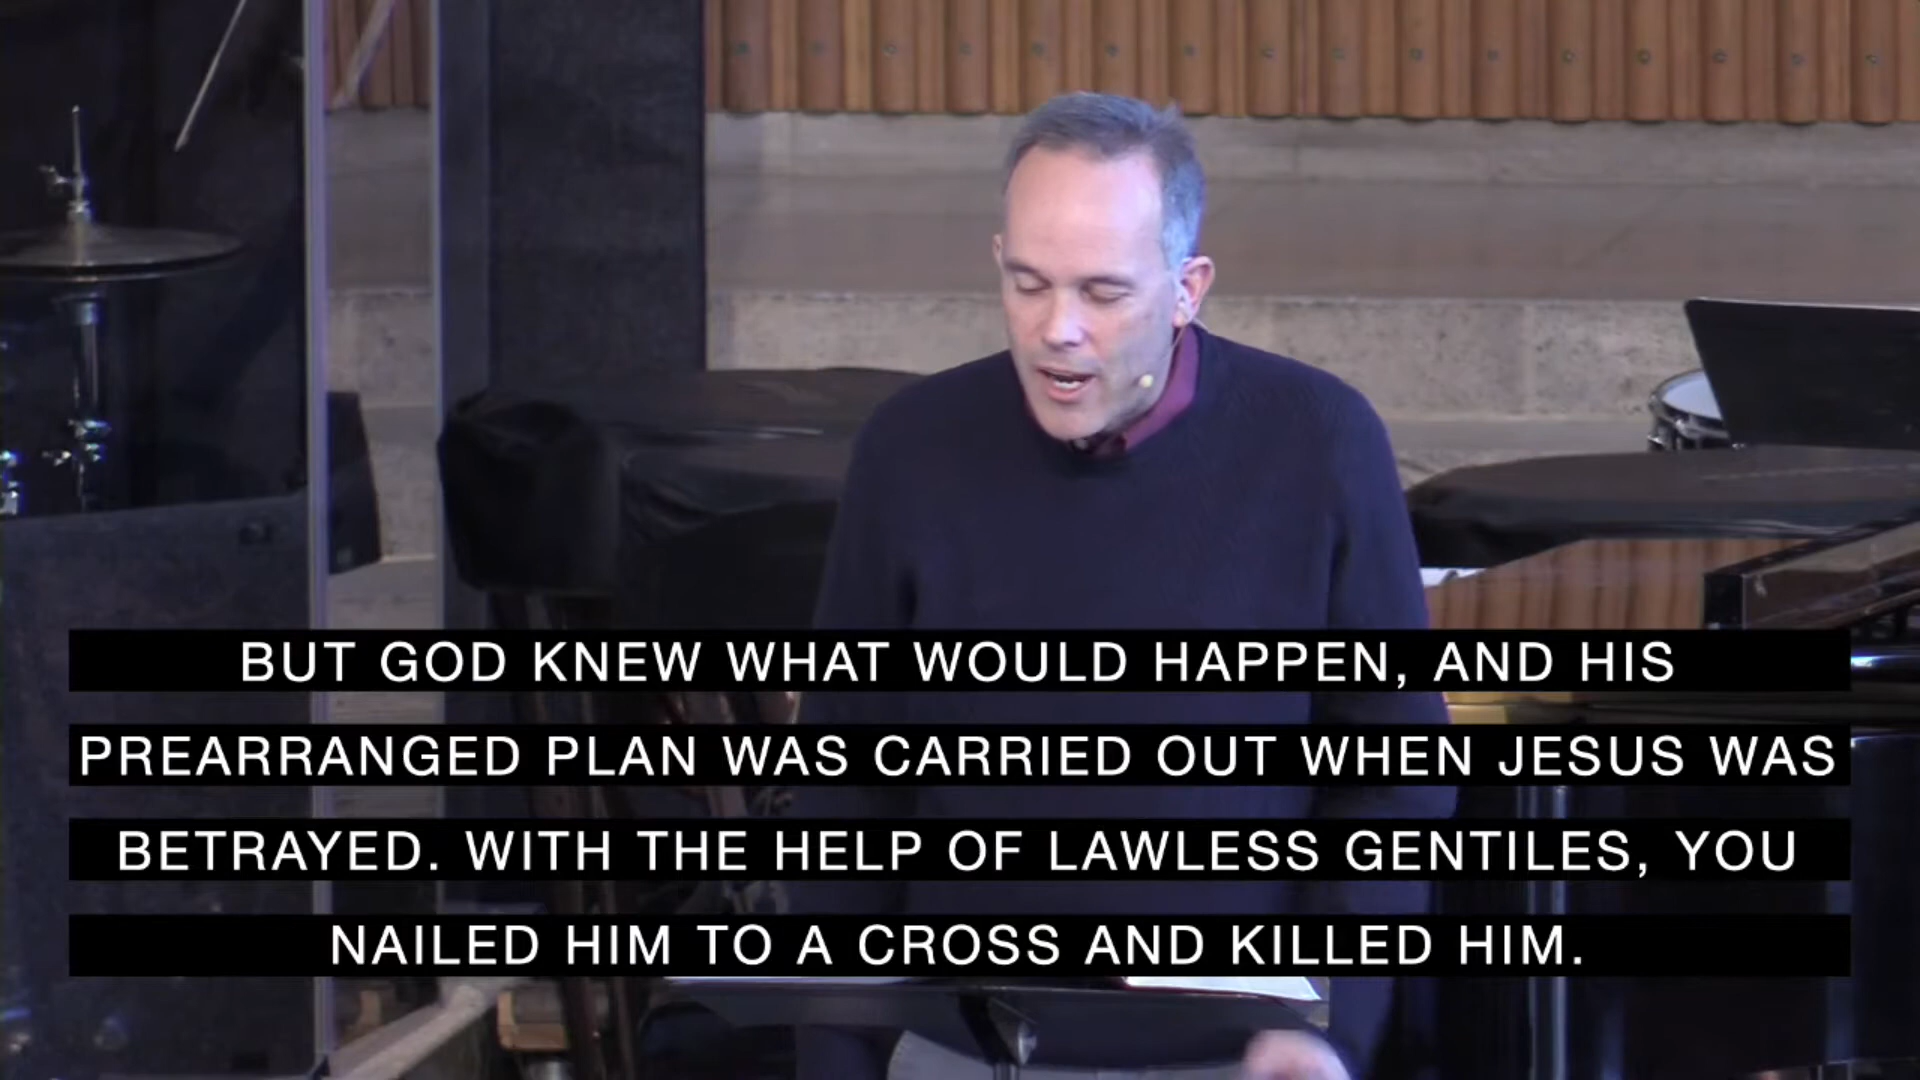 BUT GOD KNEW WHAT WOULD HAPPEN, AND HIS
PREARRANGED PLAN WAS CARRIED OUT WHEN JESUS WAS
BETRAYED. WITH THE HELP OF LAWLESS GENTILES, YOU
NAILED HIM TO A CROSS AND KILLED HIM.